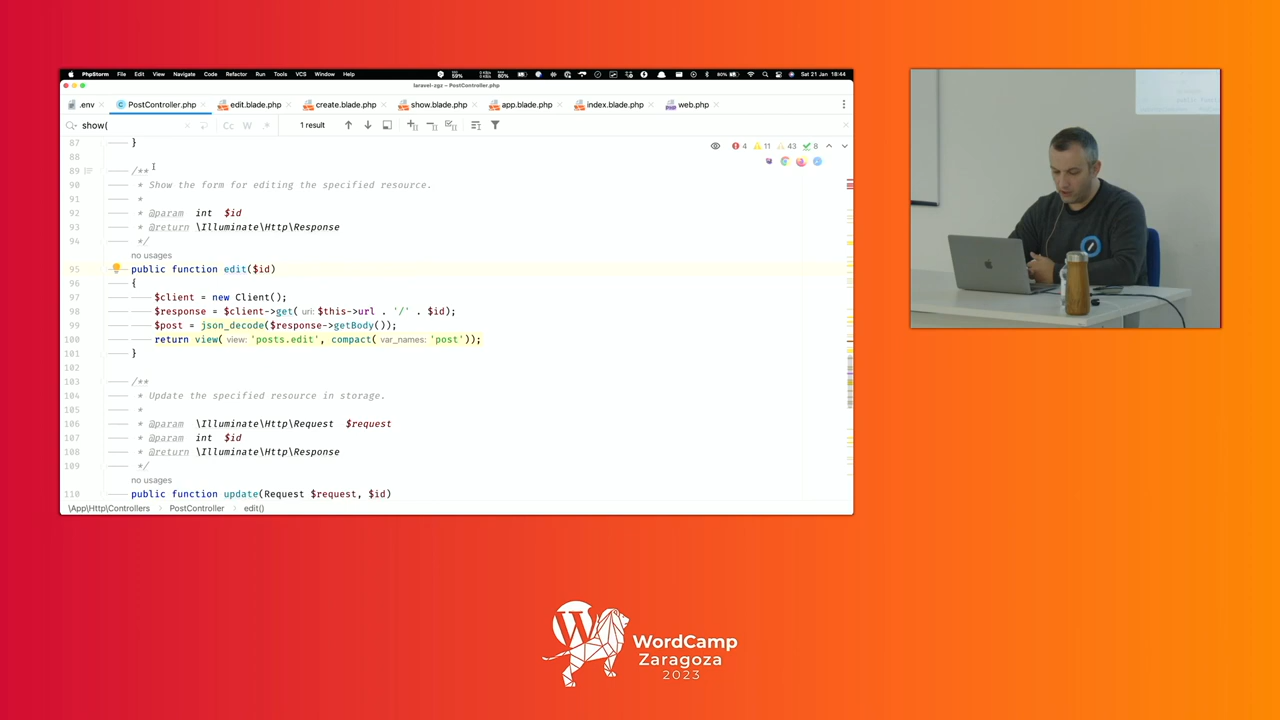 PhpStorm File Edit View Navigate Code Refactor Run Tools VCS Window Help 80% Sat 21 Jan 18:44
laravel-zgz – PostController.php
.env PostController.php edit.blade.php create.blade.php show.blade.php app.blade.php index.blade.php web.php
show( Cc W .* 1 result
87 }
88 4 11 43 8
89 /**
90 * Show the form for editing the specified resource.
91 *
92 * @param int $id
93 * @return \Illuminate\Http\Response
94 */
no usages
95 public function edit($id)
96 {
97 $client = new Client();
98 $response = $client->get( uri: $this->url . '/' . $id);
99 $post = json_decode($response->getBody());
100 return view( view: 'posts.edit', compact( var_names: 'post'));
101 }
102
103 /**
104 * Update the specified resource in storage.
105 *
106 * @param \Illuminate\Http\Request $request
107 * @param int $id
108 * @return \Illuminate\Http\Response
109 */
no usages
110 public function update(Request $request, $id)
\App\Http\Controllers > PostController > edit()
WordCamp
Zaragoza
2023